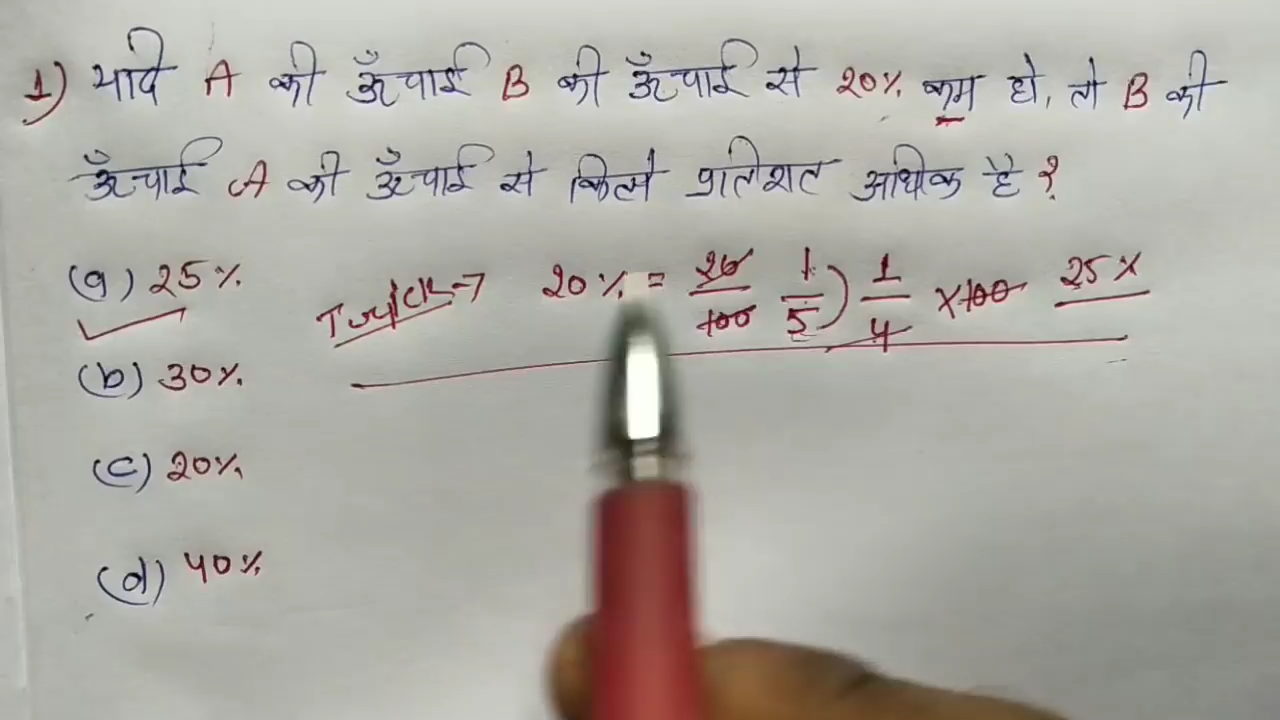 1) यदि A की ऊँचाई B की ऊँचाई से 20% कम हो, तो B की
ऊँचाई A की ऊँचाई से कितने प्रतिशत अधिक है ?
(a) 25%
Trick→ 20% = 20/100 1/5) 1/4 ×100 25%
(b) 30%
(c) 20%
(d) 40%